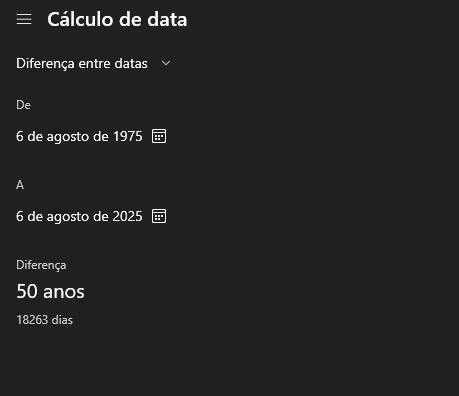 Cálculo de data
Diferença entre datas
De
6 de agosto de 1975
A
6 de agosto de 2025
Diferença
50 anos
18263 dias